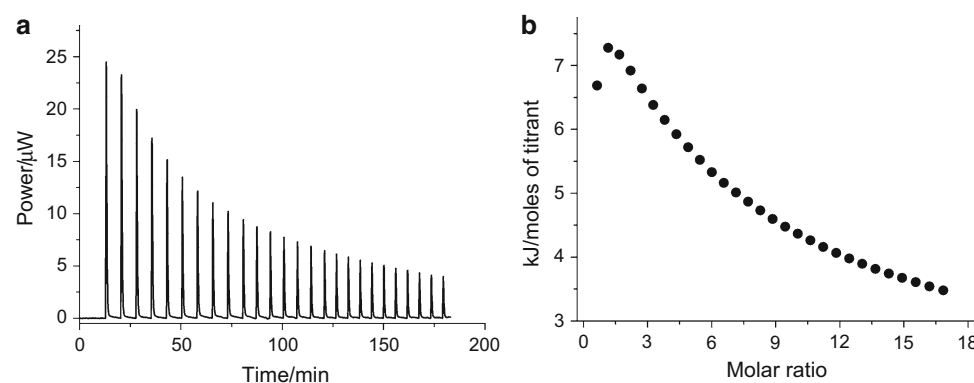 a
25
20
15
10
5
0
Power/μW
0 50 100 150 200
Time/min
b
7
6
5
4
3
kJ/moles of titrant
0 3 6 9 12 15 18
Molar ratio